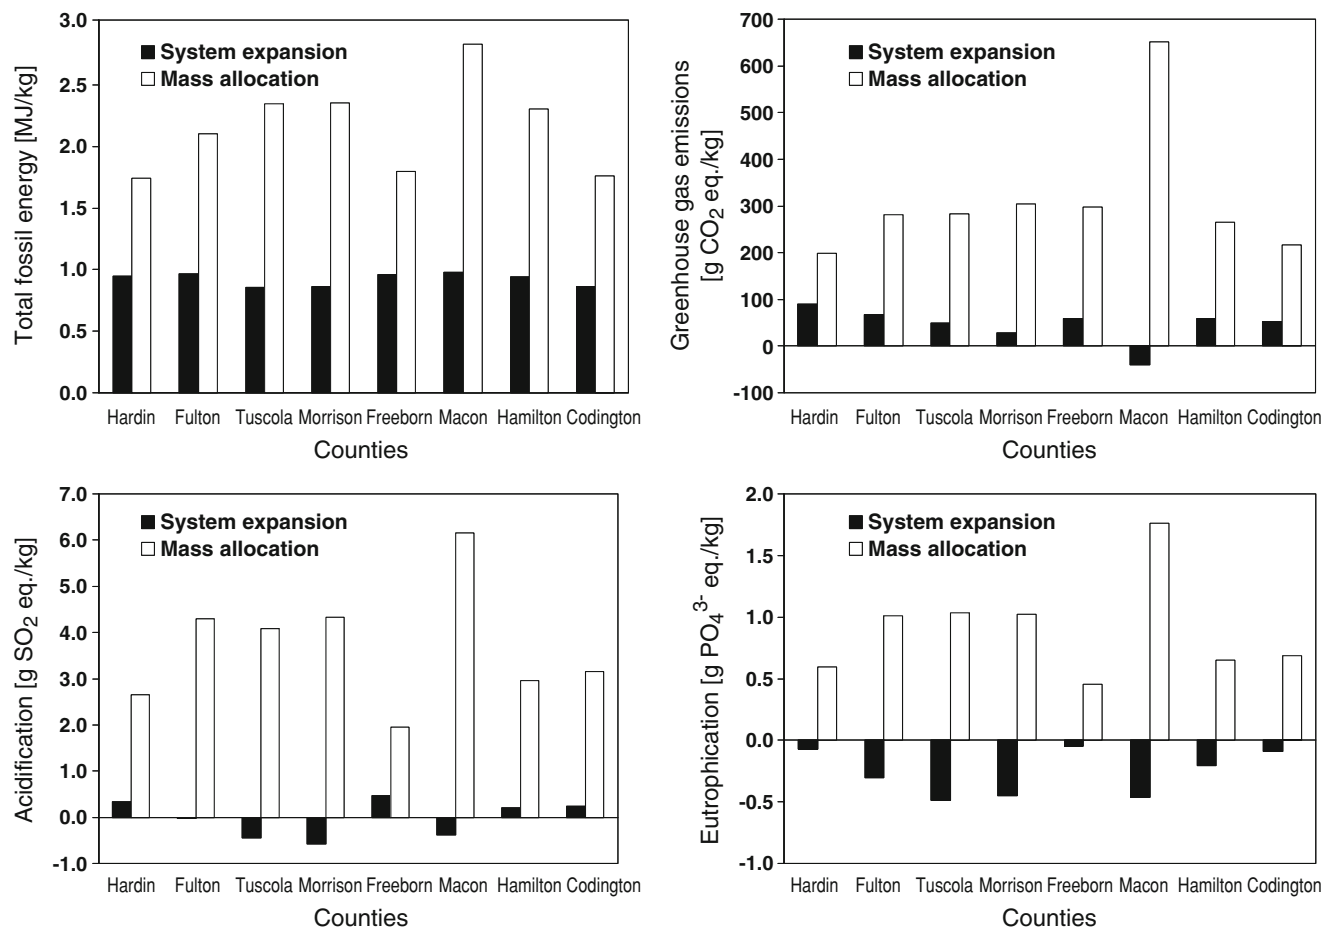 Total fossil energy [MJ/kg]
3.0
2.5
2.0
1.5
1.0
0.5
0.0
System expansion
Mass allocation
Hardin Fulton Tuscola Morrison Freeborn Macon Hamilton Codington
Counties
Greenhouse gas emissions
[g CO2 eq./kg]
700
600
500
400
300
200
100
0
-100
System expansion
Mass allocation
Hardin Fulton Tuscola Morrison Freeborn Macon Hamilton Codington
Counties
Acidification [g SO2 eq./kg]
7.0
6.0
5.0
4.0
3.0
2.0
1.0
0.0
-1.0
System expansion
Mass allocation
Hardin Fulton Tuscola Morrison Freeborn Macon Hamilton Codington
Counties
Eutrophication [g PO4 3- eq./kg]
2.0
1.5
1.0
0.5
0.0
-0.5
-1.0
System expansion
Mass allocation
Hardin Fulton Tuscola Morrison Freeborn Macon Hamilton Codington
Counties